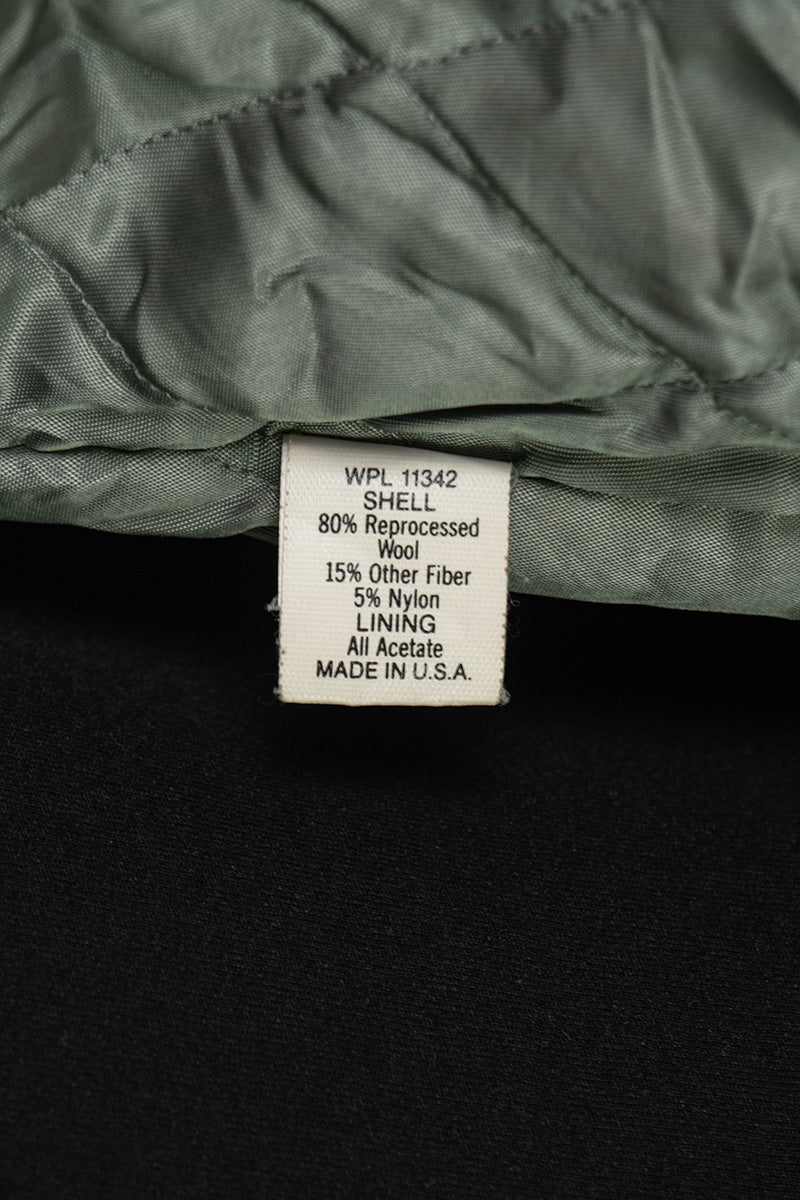 WPL 11342
SHELL
80% Reprocessed
Wool
15% Other Fiber
5% Nylon
LINING
All Acetate
MADE IN U.S.A.